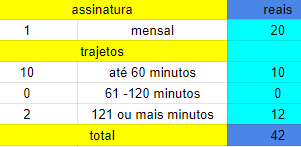 assinatura reais
1 mensal 20
trajetos
10 até 60 minutos 10
0 61 -120 minutos 0
2 121 ou mais minutos 12
total 42